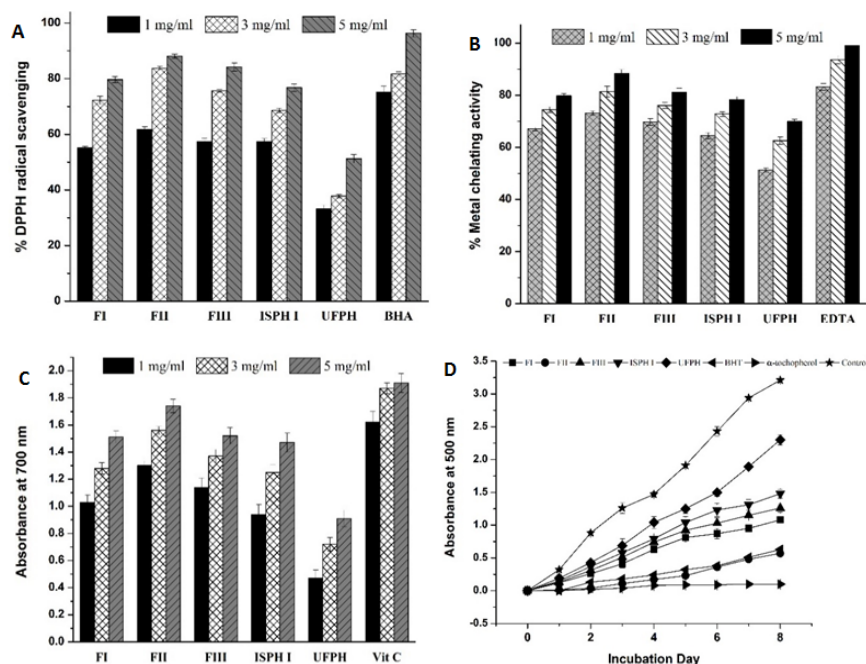 A
1 mg/ml 3 mg/ml 5 mg/ml
% DPPH radical scavenging
100
80
60
40
20
0
FI FII FIII ISPH I UFPH BHA
B
1 mg/ml 3 mg/ml 5 mg/ml
% Metal chelating activity
100
80
60
40
20
0
FI FII FIII ISPH I UFPH EDTA
C
1 mg/ml 3 mg/ml 5 mg/ml
Absorbance at 700 nm
2.0
1.8
1.6
1.4
1.2
1.0
0.8
0.6
0.4
0.2
0.0
FI FII FIII ISPH I UFPH Vit C
D
FI FII FIII ISPH I UFPH BHT α-tochopherol Contro
Absorbance at 500 nm
3.5
3.0
2.5
2.0
1.5
1.0
0.5
0.0
-0.5
0 2 4 6 8
Incubation Day